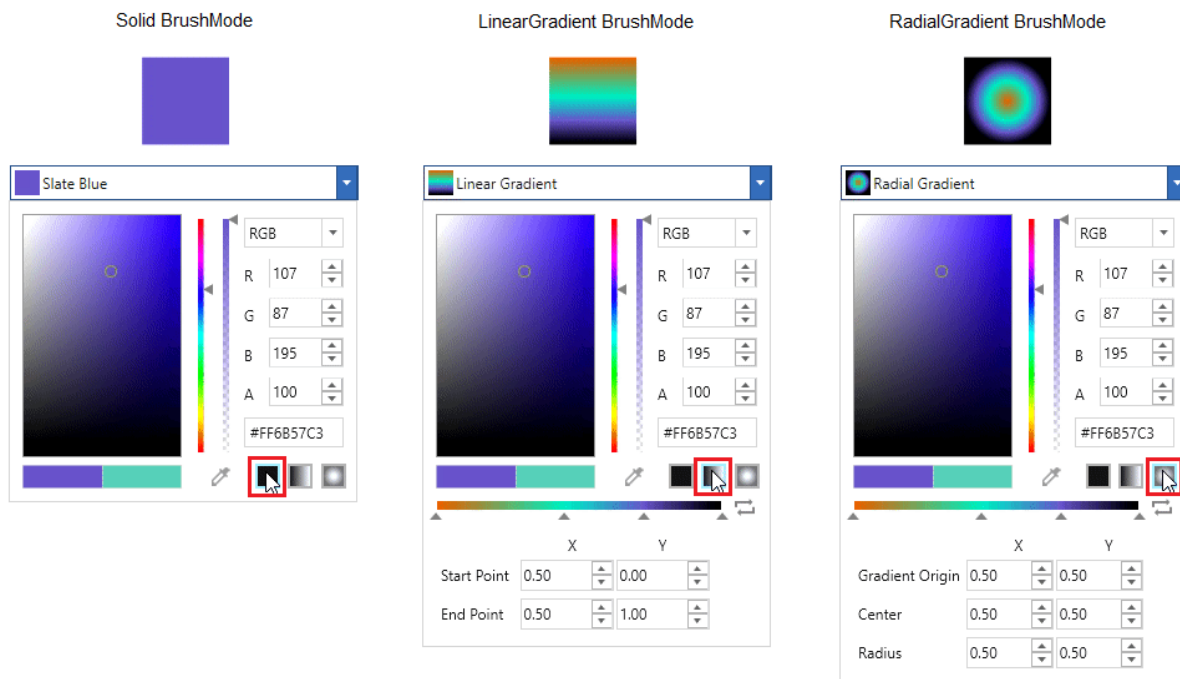 Solid BrushMode
LinearGradient BrushMode
RadialGradient BrushMode
Slate Blue
RGB
R 107
G 87
B 195
A 100
#FF6B57C3
Linear Gradient
RGB
R 107
G 87
B 195
A 100
#FF6B57C3
X Y
Start Point 0.50 0.00
End Point 0.50 1.00
Radial Gradient
RGB
R 107
G 87
B 195
A 100
#FF6B57C3
X Y
Gradient Origin 0.50 0.50
Center 0.50 0.50
Radius 0.50 0.50